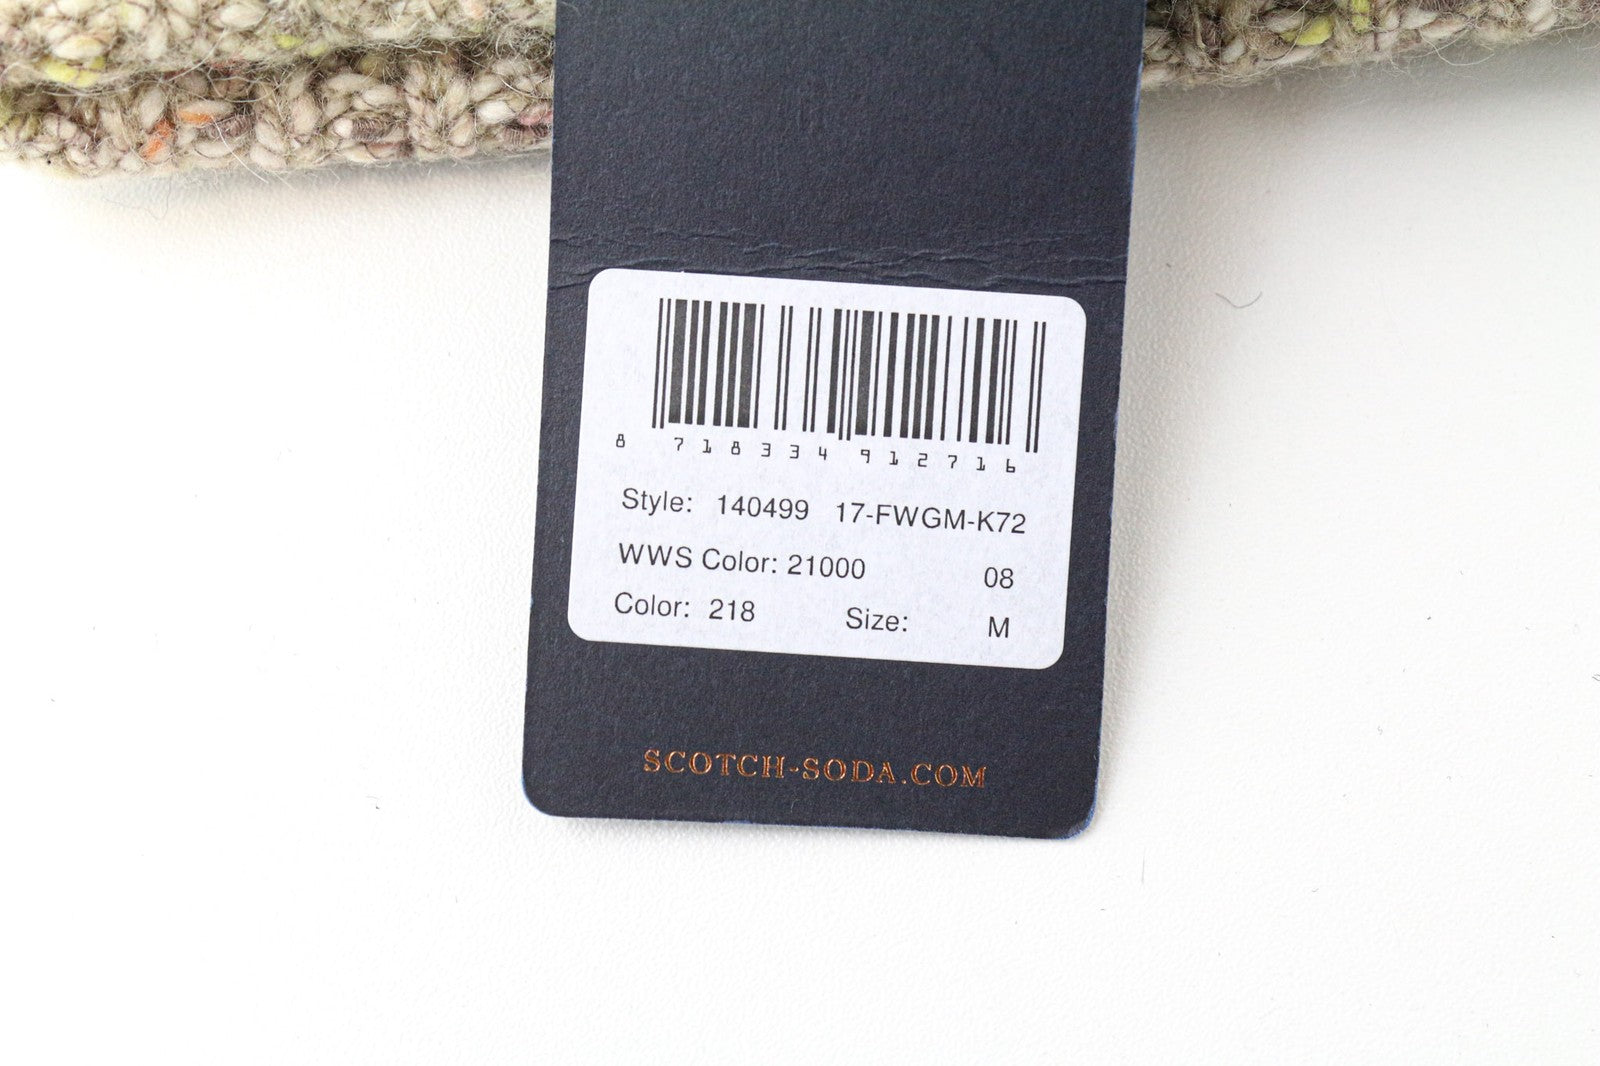 8 718334 912716
Style: 140499 17-FWGM-K72
WWS Color: 21000 08
Color: 218 Size: M
SCOTCH-SODA.COM